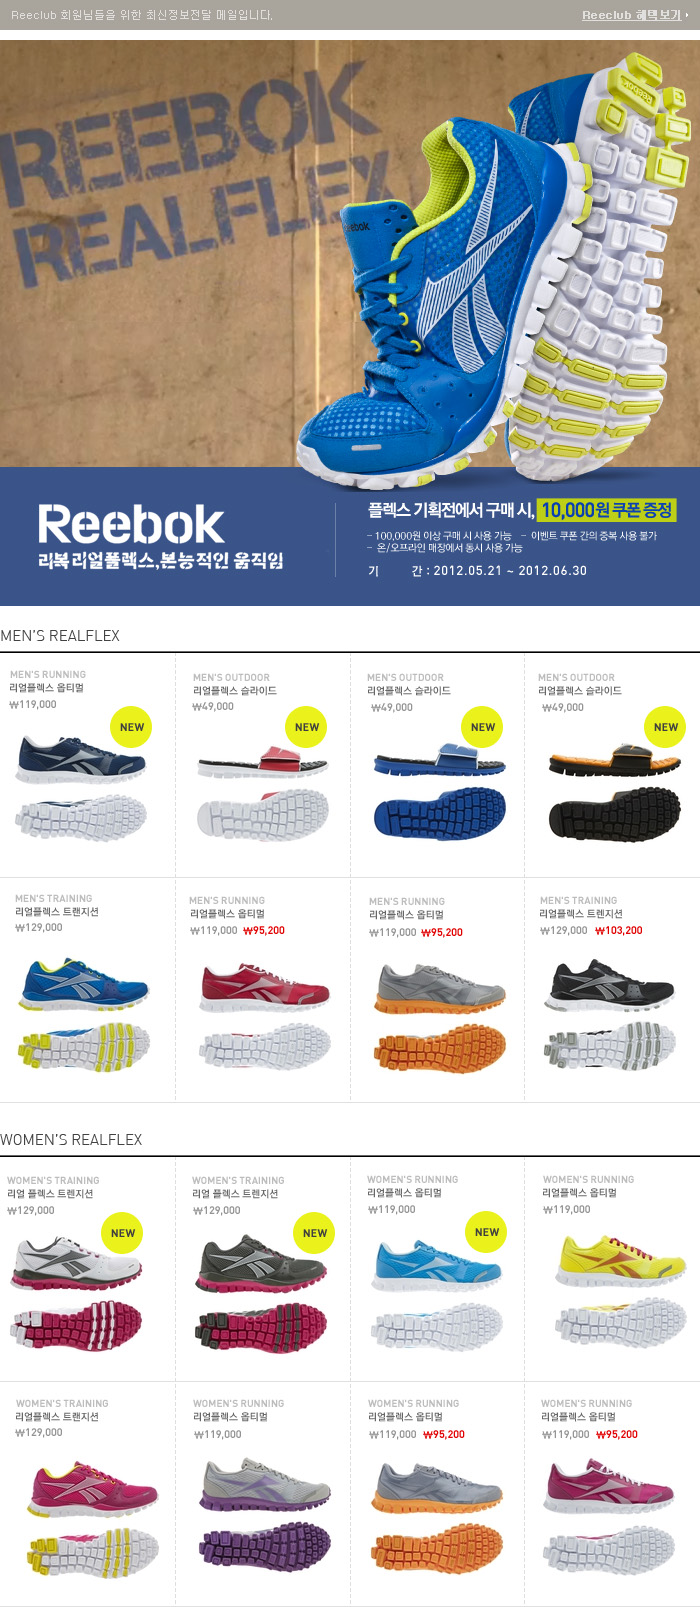 Reeclub 회원님들을 위한 최신정보전달 메일입니다.
Reeclub 혜택보기
REEBOK
REALFLEX
Reebok
플렉스 기획전에서 구매 시, 10,000원 쿠폰 증정
- 100,000원 이상 구매 시 사용 가능 - 이벤트 쿠폰 간의 중복 사용 불가
- 온/오프라인 매장에서 동시 사용 가능
기 간 : 2012.05.21 ~ 2012.06.30
Reebok
리복 리얼플렉스, 본능적인 움직임
MEN'S REALFLEX
MEN'S RUNNING
리얼플렉스 옵티멀
₩119,000
NEW
MEN'S OUTDOOR
리얼플렉스 슬라이드
₩49,000
NEW
MEN'S OUTDOOR
리얼플렉스 슬라이드
₩49,000
NEW
MEN'S OUTDOOR
리얼플렉스 슬라이드
₩49,000
NEW
MEN'S TRAINING
리얼플렉스 트랜지션
₩129,000
MEN'S RUNNING
리얼플렉스 옵티멀
₩119,000 ₩95,200
MEN'S RUNNING
리얼플렉스 옵티멀
₩119,000 ₩95,200
MEN'S TRAINING
리얼플렉스 트렌지션
₩129,000 ₩103,200
WOMEN'S REALFLEX
WOMEN'S TRAINING
리얼 플렉스 트렌지션
₩129,000
NEW
WOMEN'S TRAINING
리얼 플렉스 트렌지션
₩129,000
NEW
WOMEN'S RUNNING
리얼플렉스 옵티멀
₩119,000
NEW
WOMEN'S RUNNING
리얼플렉스 옵티멀
₩119,000
WOMEN'S TRAINING
리얼플렉스 트랜지션
₩129,000
WOMEN'S RUNNING
리얼플렉스 옵티멀
₩119,000
WOMEN'S RUNNING
리얼플렉스 옵티멀
₩119,000 ₩95,200
WOMEN'S RUNNING
리얼플렉스 옵티멀
₩119,000 ₩95,200